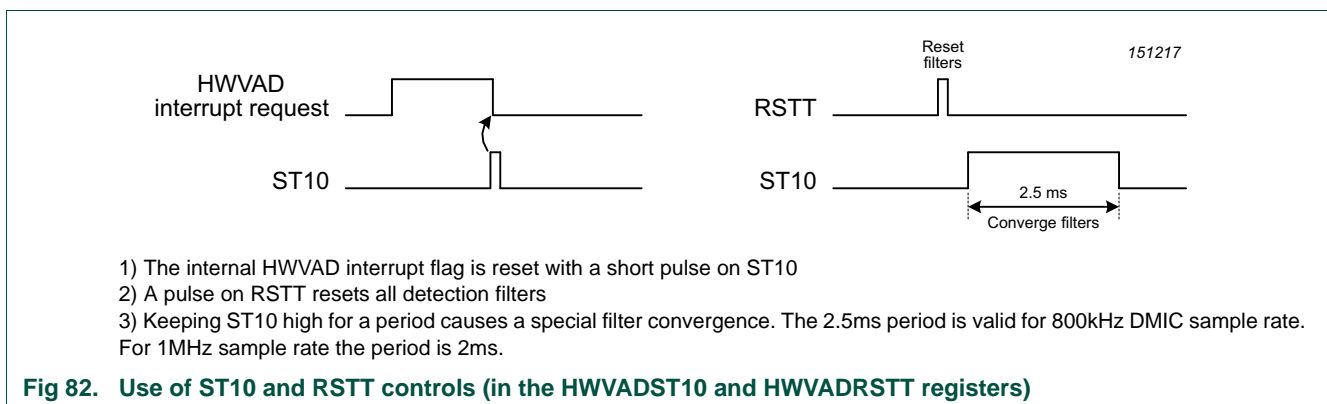 HWVAD
interrupt request
ST10
Reset
filters
151217
RSTT
ST10
2.5 ms
Converge filters
1) The internal HWVAD interrupt flag is reset with a short pulse on ST10
2) A pulse on RSTT resets all detection filters
3) Keeping ST10 high for a period causes a special filter convergence. The 2.5ms period is valid for 800kHz DMIC sample rate.
For 1MHz sample rate the period is 2ms.
Fig 82. Use of ST10 and RSTT controls (in the HWVADST10 and HWVADRSTT registers)